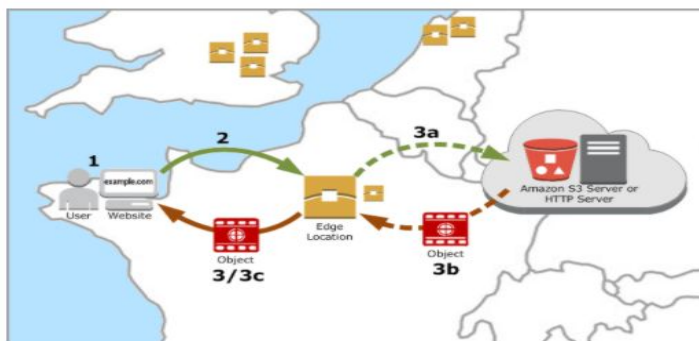 1
2
3a
example.com
User
Website
Edge
Location
Amazon S3 Server or
HTTP Server
Object
3/3c
Object
3b